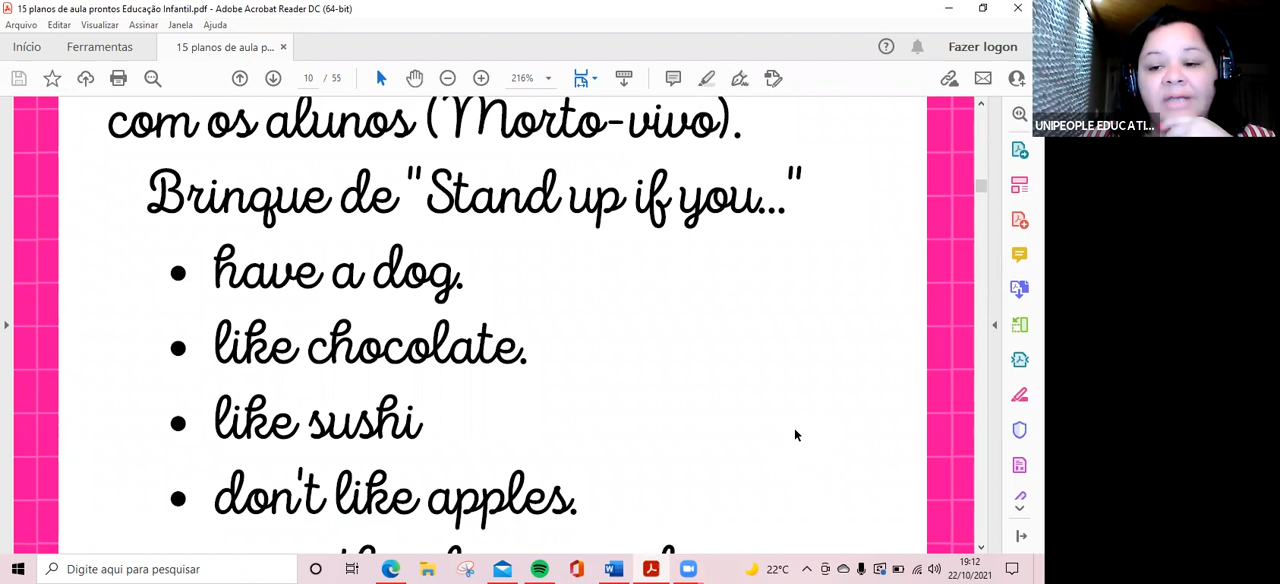 15 planos de aula prontos Educação Infantil.pdf - Adobe Acrobat Reader DC (64-bit)
Arquivo Editar Visualizar Assinar Janela Ajuda
Início Ferramentas 15 planos de aula p... Fazer logon
10 / 55 216%
UNIPEOPLE EDUCATI...
com os alunos (Morto-vivo).
Brinque de "Stand up if you..."
• have a dog.
• like chocolate.
• like sushi
• don't like apples.
Digite aqui para pesquisar 22°C 19:12
22/10/2021